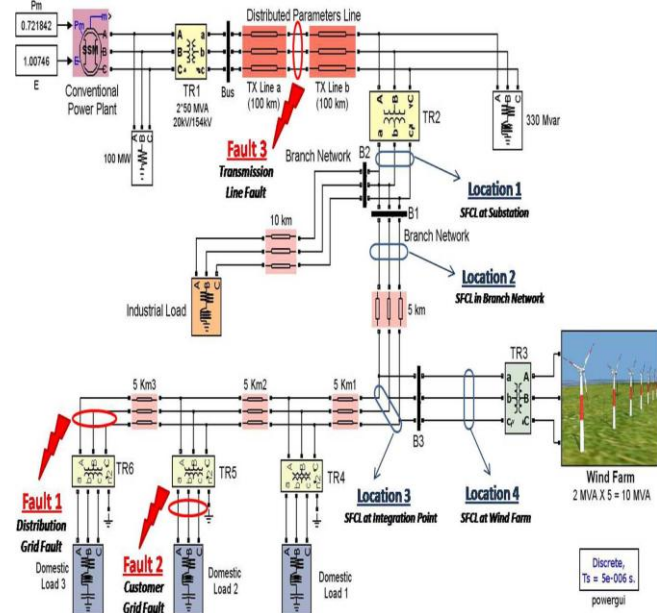 Pm
0.721842
1.00746
E
Pm
m
SSM
E
Conventional
Power Plant
A
B
C
100 MW
A B C
A a
B b
C c
TR1
2*50 MVA
20kV/154kV
Bus
Distributed Parameters Line
TX Line a
(100 km)
TX Line b
(100 km)
Fault 3
Transmission
Line Fault
A B C
a b c
TR2
A B C
330 Mvar
Branch Network
B2
Location 1
SFCL at Substation
B1
Branch Network
10 km
Location 2
SFCL in Branch Network
A B C
Industrial Load
5 km
TR3
a A
b B
c C
B3
Wind Farm
2 MVA X 5 = 10 MVA
5 Km3
5 Km2
5 Km1
Location 3
SFCL at Integration Point
Location 4
SFCL at Wind Farm
TR6
TR5
TR4
Fault 1
Distribution
Grid Fault
Fault 2
Customer
Grid Fault
A B C
A B C
A B C
Domestic
Load 3
Domestic
Load 2
Domestic
Load 1
Discrete,
Ts = 5e-006 s.
powergui